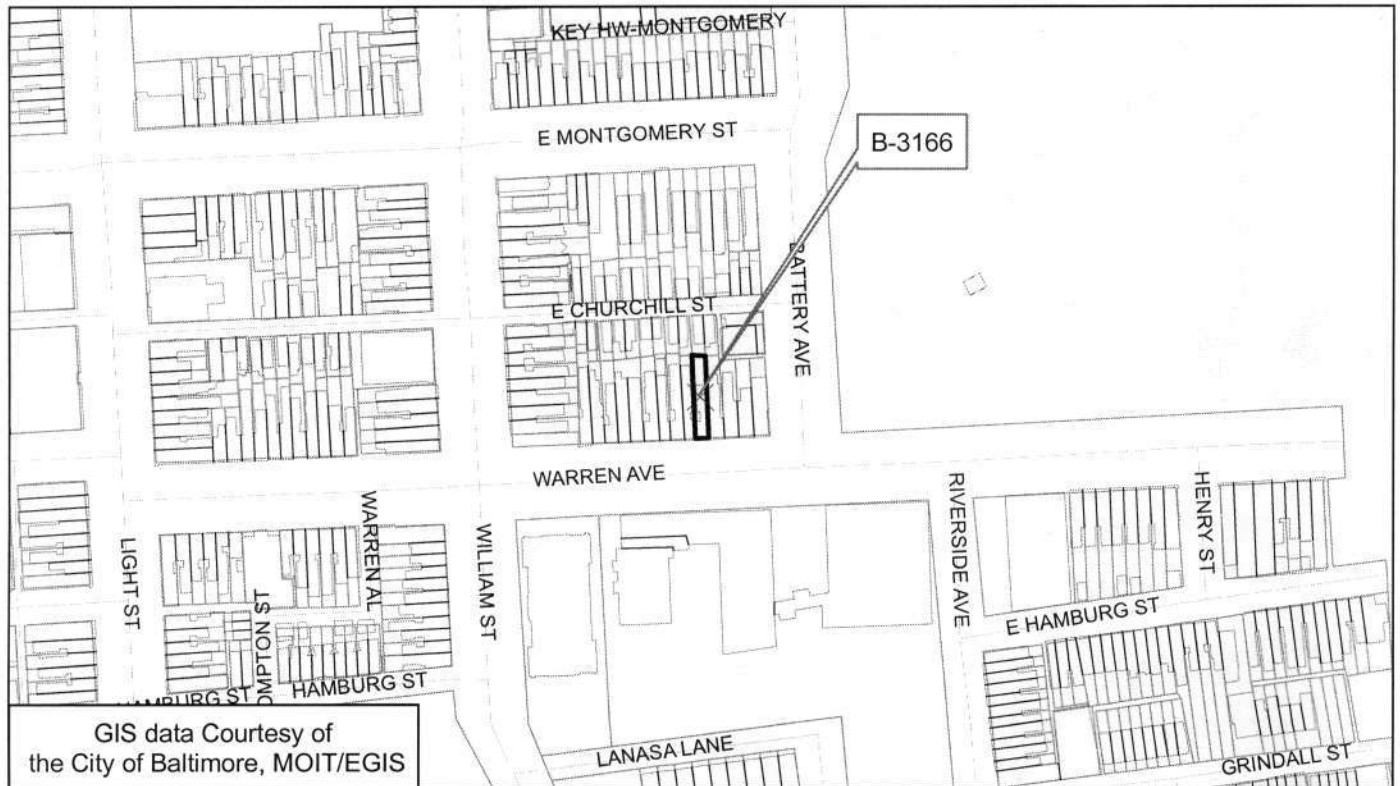 KEY HW-MONTGOMERY
E MONTGOMERY ST
B-3166
BATTERY AVE
E CHURCHILL ST
WARREN AVE
LIGHT ST
WARREN AL
WILLIAM ST
RIVERSIDE AVE
HENRY ST
E HAMBURG ST
HAMBURG ST
HAMBURG ST
LANASA LANE
GRINDALL ST
GIS data Courtesy of
the City of Baltimore, MOIT/EGIS